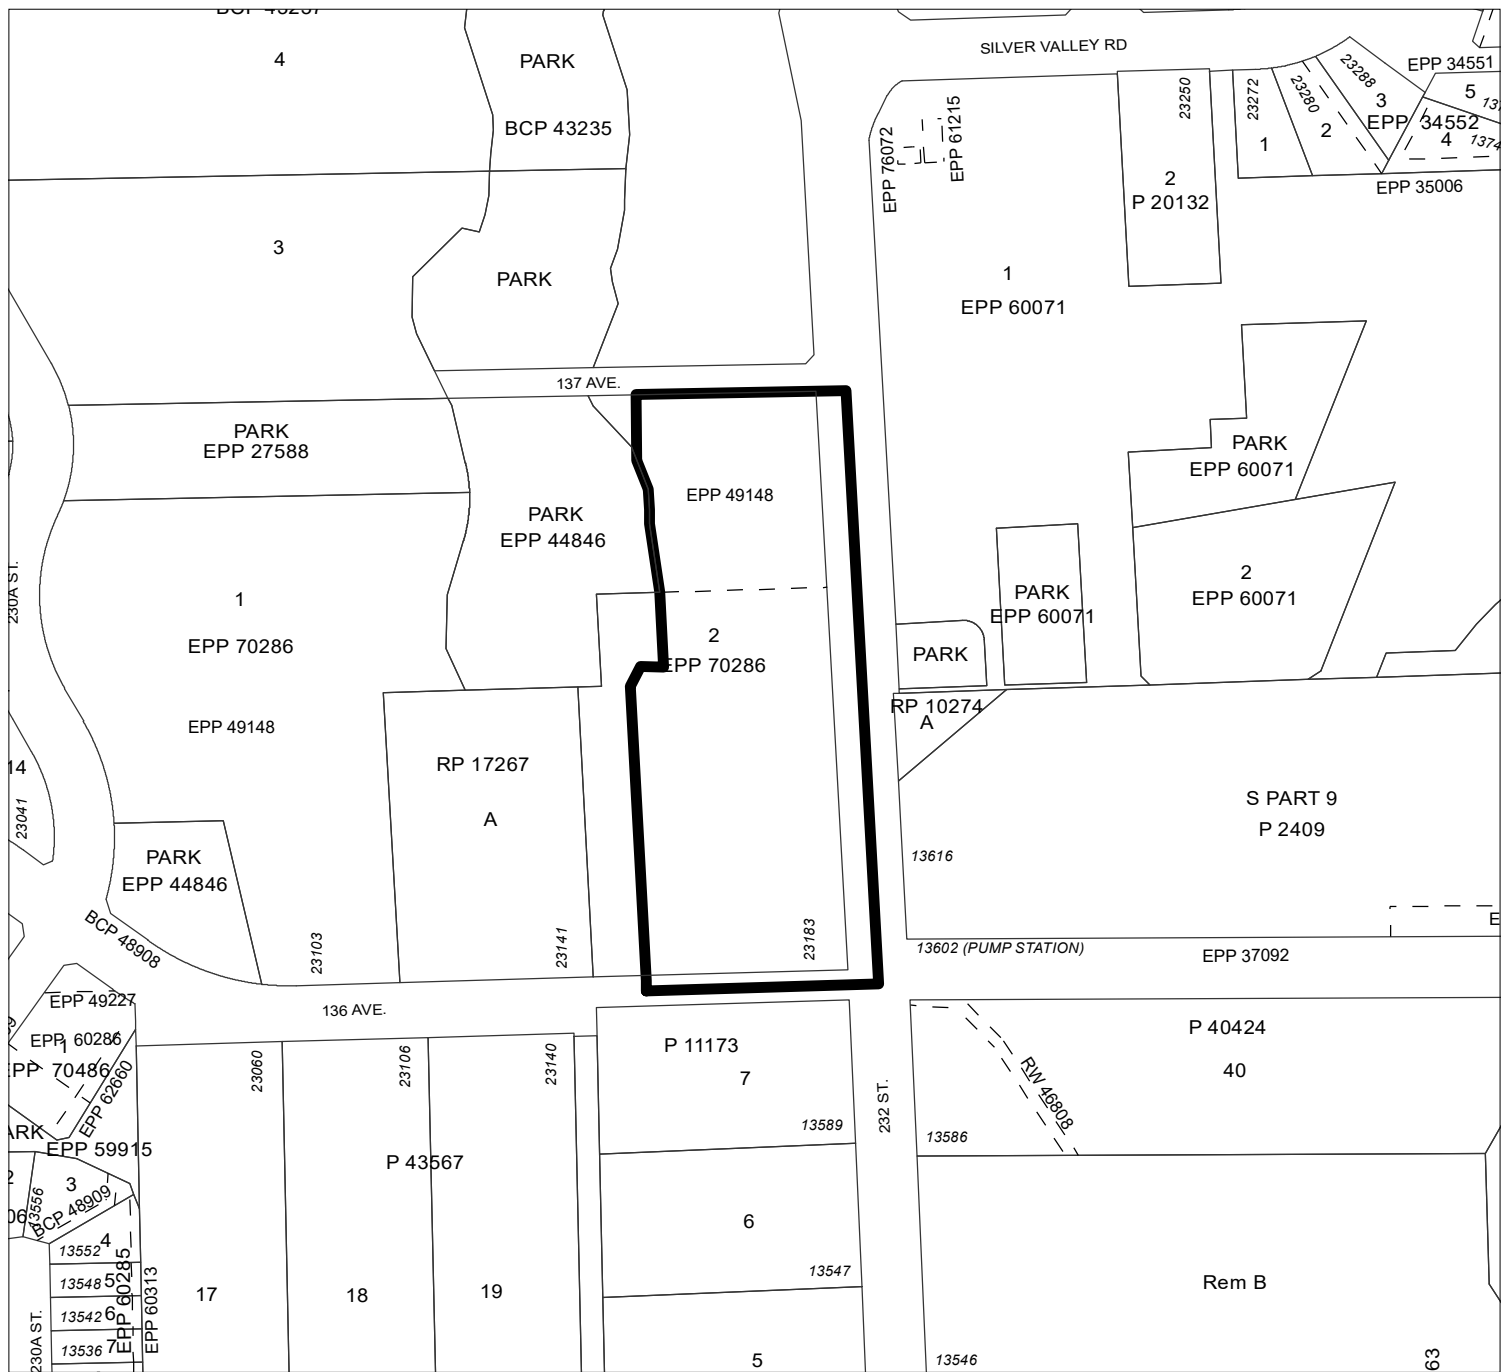 4
PARK
BCP 43235
SILVER VALLEY RD
EPP 34551
3
PARK
EPP 76072
EPP 61215
23250
2
P 20132
23272
1
23280
2
23288
3
EPP 34552
5
4
EPP 35006
1
EPP 60071
137 AVE.
PARK
EPP 27588
PARK
EPP 44846
EPP 49148
PARK
EPP 60071
230A ST.
1
EPP 70286
EPP 49148
2
EPP 70286
PARK
PARK
EPP 60071
2
EPP 60071
RP 10274
A
RP 17267
A
14
23041
PARK
EPP 44846
S PART 9
P 2409
13616
BCP 48908
23103
23141
23183
13602 (PUMP STATION)
EPP 37092
136 AVE.
EPP 49227
EPP 60286
1
EPP 70486
EPP 62660
EPP 59915
3
13556
BCP 48909
23060
23106
23140
P 11173
7
13589
232 ST.
P 40424
40
RW 46808
13586
P 43567
6
13547
4
13552
13548 5
13542 6
13536 7
EPP 60285
EPP 60313
230A ST.
17
18
19
5
Rem B
13546
63